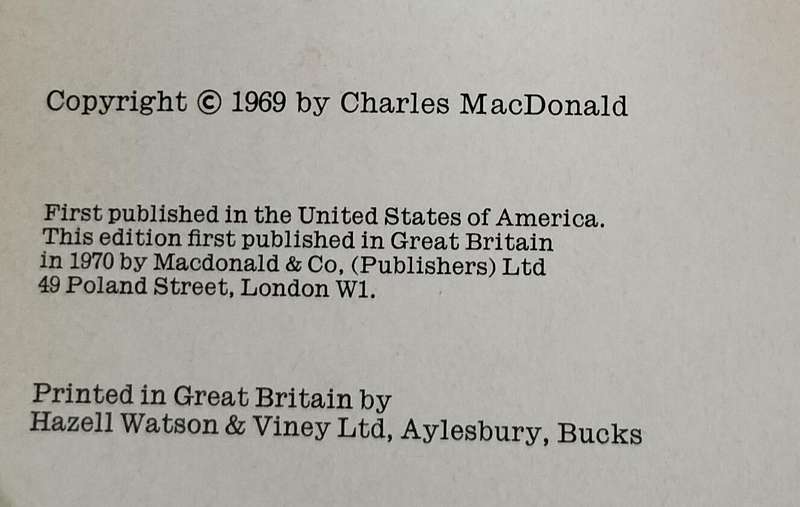 Copyright © 1969 by Charles MacDonald
First published in the United States of America.
This edition first published in Great Britain
in 1970 by Macdonald & Co, (Publishers) Ltd
49 Poland Street, London W1.
Printed in Great Britain by
Hazell Watson & Viney Ltd, Aylesbury, Bucks